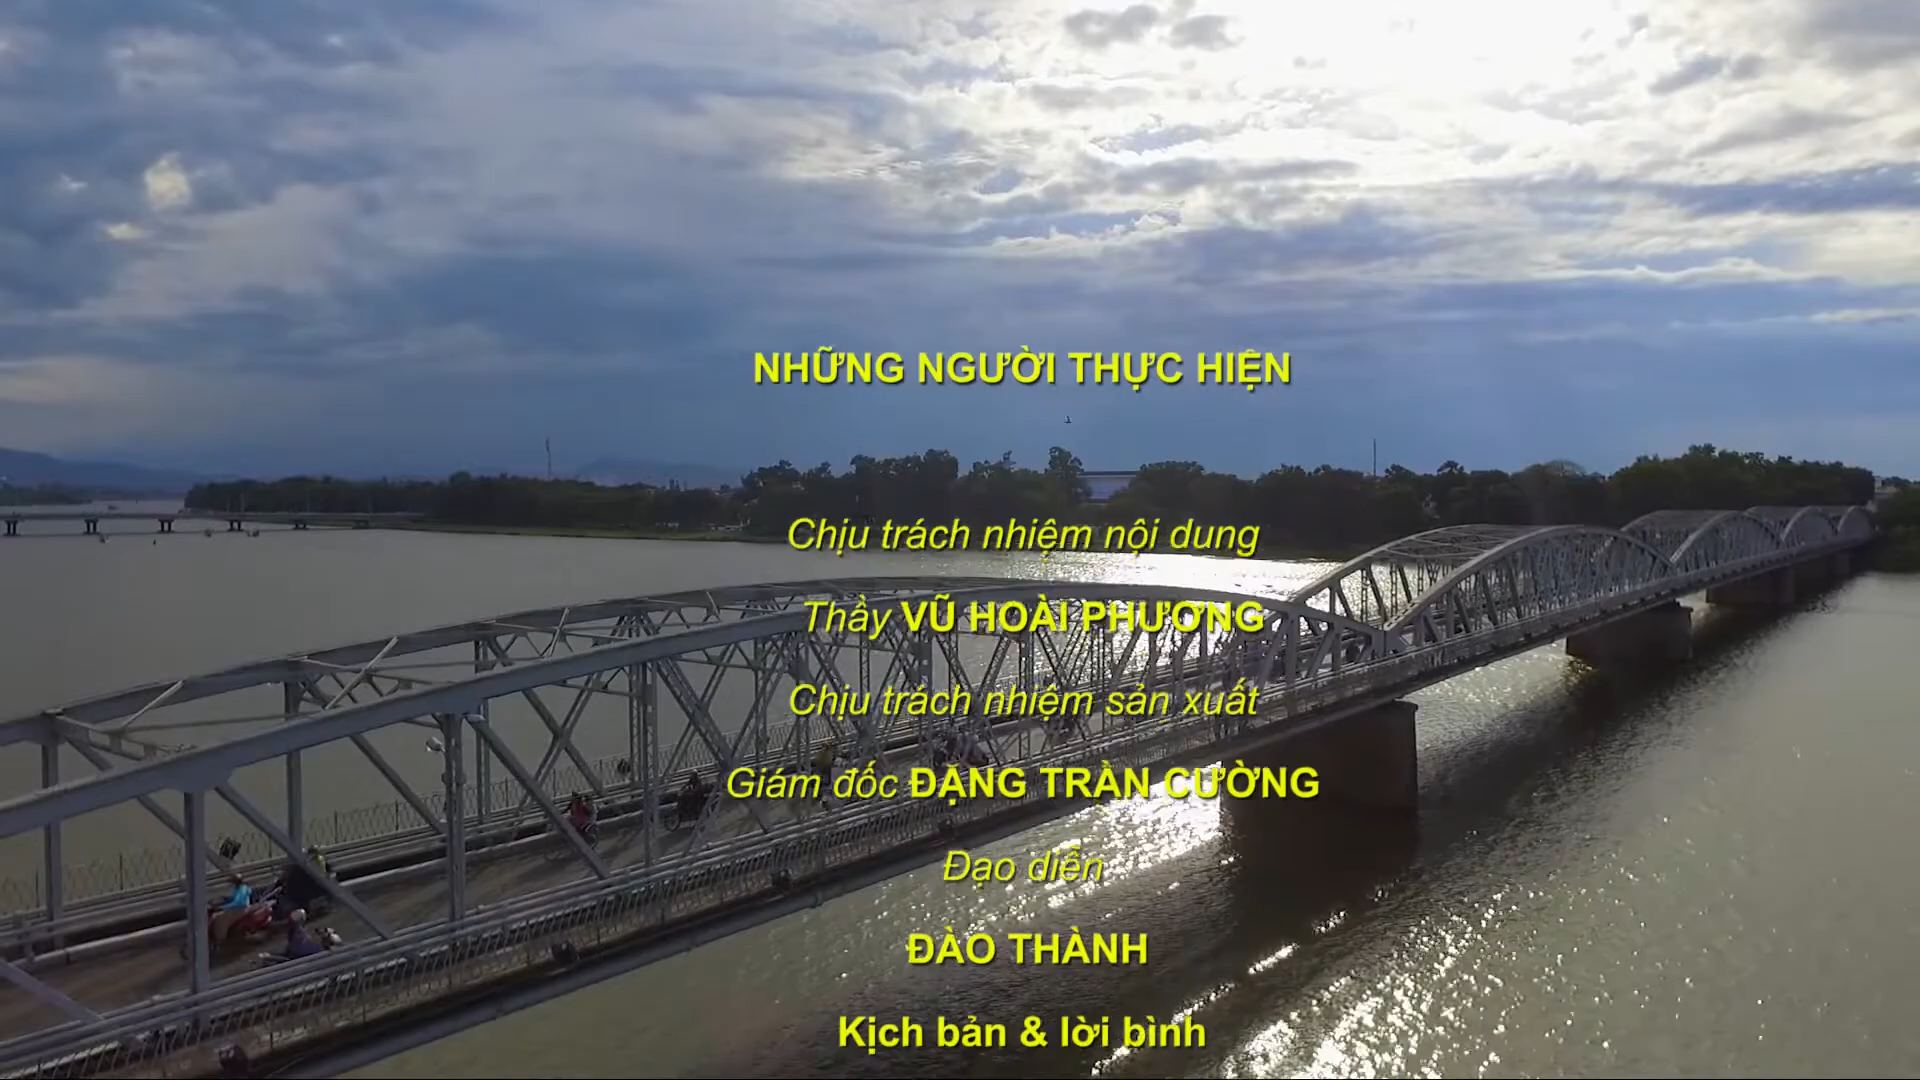 NHỮNG NGƯỜI THỰC HIỆN
Chịu trách nhiệm nội dung
Thầy VŨ HOÀI PHƯƠNG
Chịu trách nhiệm sản xuất
Giám đốc ĐẶNG TRẦN CƯỜNG
Đạo diễn
ĐÀO THÀNH
Kịch bản & lời bình